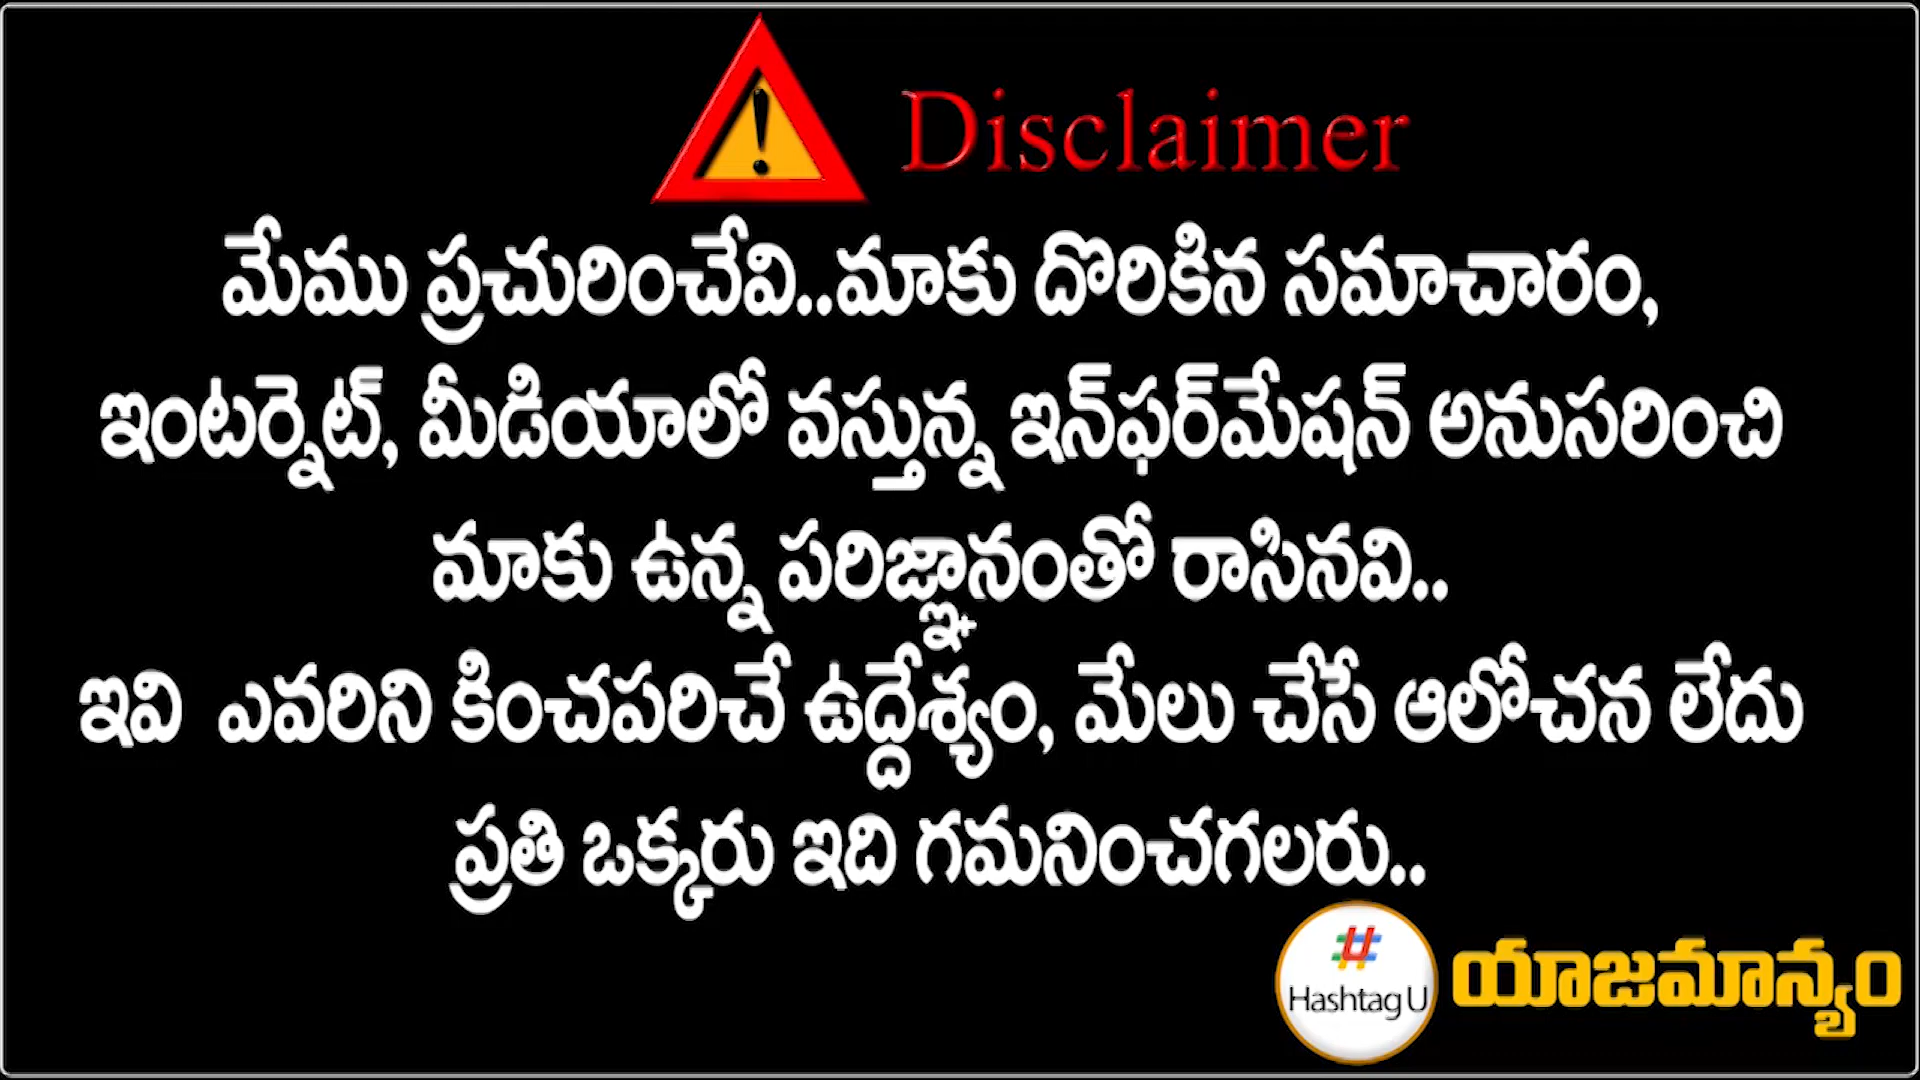 Disclaimer
మేము ప్రచురించేవి..మాకు దొరికిన సమాచారం,
ఇంటర్నెట్, మీడియాలో వస్తున్న ఇన్‌ఫర్‌మేషన్ అనుసరించి
మాకు ఉన్న పరిజ్ఞానంతో రాసినవి..
ఇవి ఎవరిని కించపరిచే ఉద్దేశ్యం, మేలు చేసే ఆలోచన లేదు
ప్రతి ఒక్కరు ఇది గమనించగలరు..
Hashtag U
యాజమాన్యం